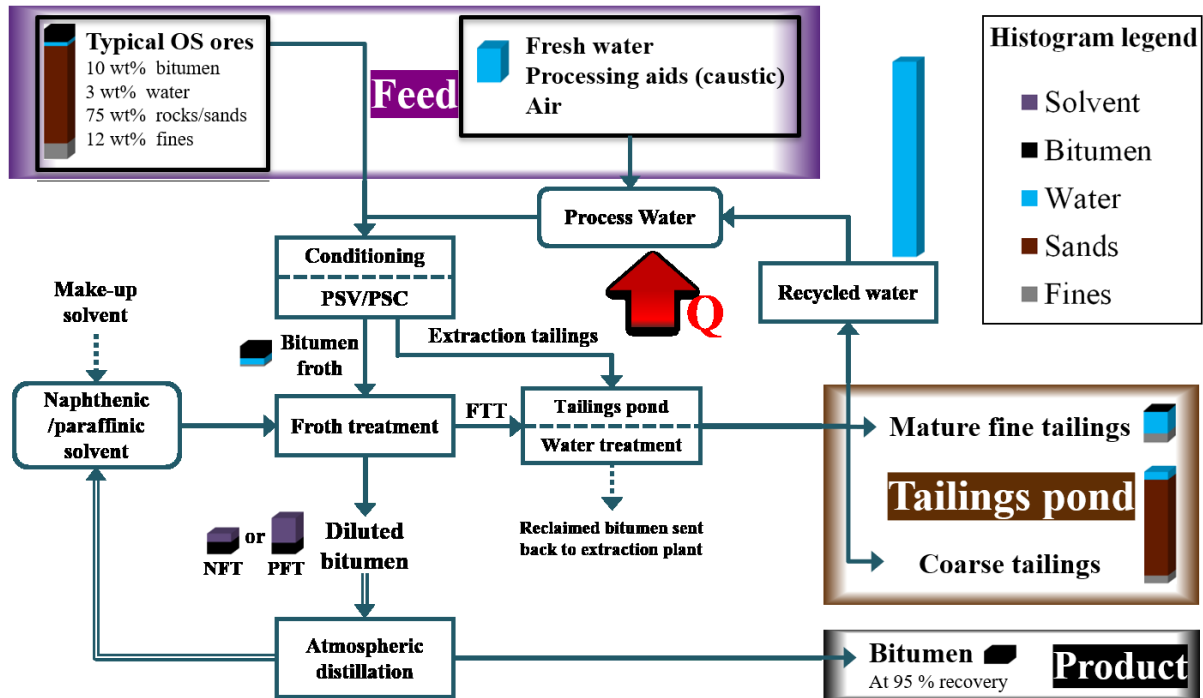 Typical OS ores
10 wt% bitumen
3 wt% water
75 wt% rocks/sands
12 wt% fines
Feed
Fresh water
Processing aids (caustic)
Air
Histogram legend
Solvent
Bitumen
Water
Sands
Fines
Process Water
Conditioning
PSV/PSC
Q
Recycled water
Make-up
solvent
Bitumen
froth
Extraction tailings
Naphthenic
/paraffinic
solvent
Froth treatment
FTT
Tailings pond
Water treatment
Mature fine tailings
Tailings pond
Coarse tailings
Reclaimed bitumen sent
back to extraction plant
NFT
or
PFT
Diluted
bitumen
Atmospheric
distillation
Bitumen
At 95 % recovery
Product